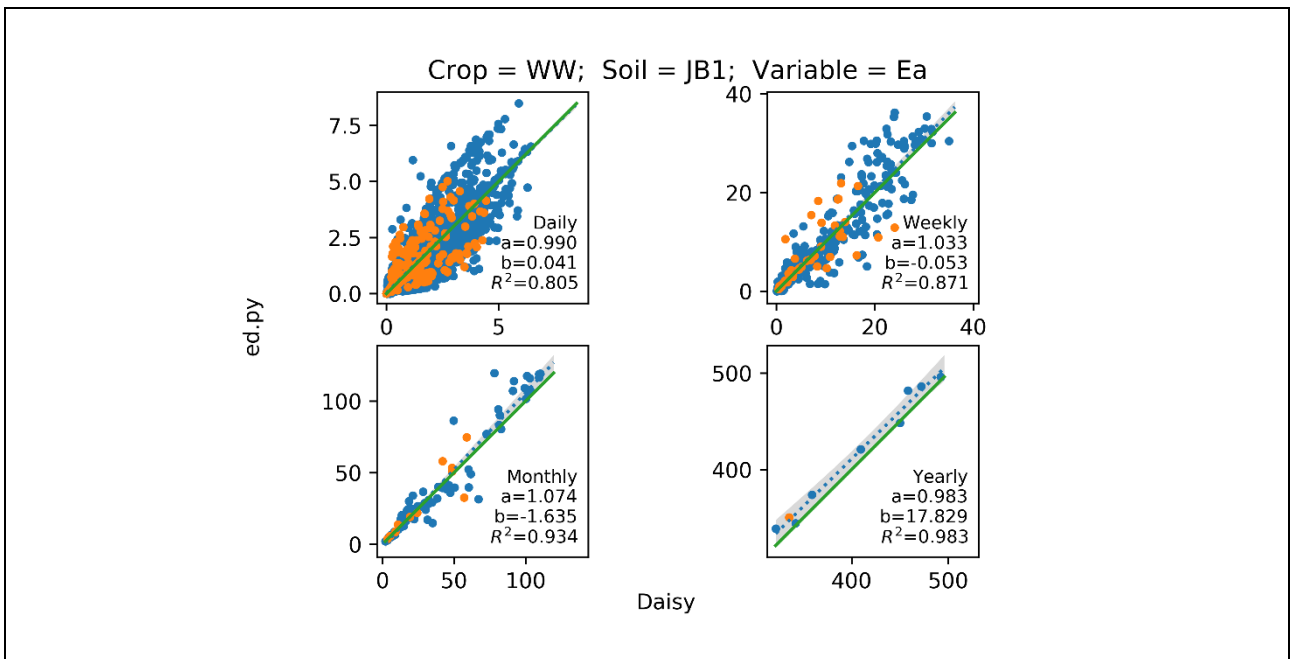 Crop = WW;  Soil = JB1;  Variable = Ea
7.5
5.0
2.5
0.0
0
5
Daily
a=0.990
b=0.041
R²=0.805
40
20
0
0
20
40
Weekly
a=1.033
b=-0.053
R²=0.871
ed.py
100
50
0
0
50
100
Monthly
a=1.074
b=-1.635
R²=0.934
500
400
400
500
Yearly
a=0.983
b=17.829
R²=0.983
Daisy